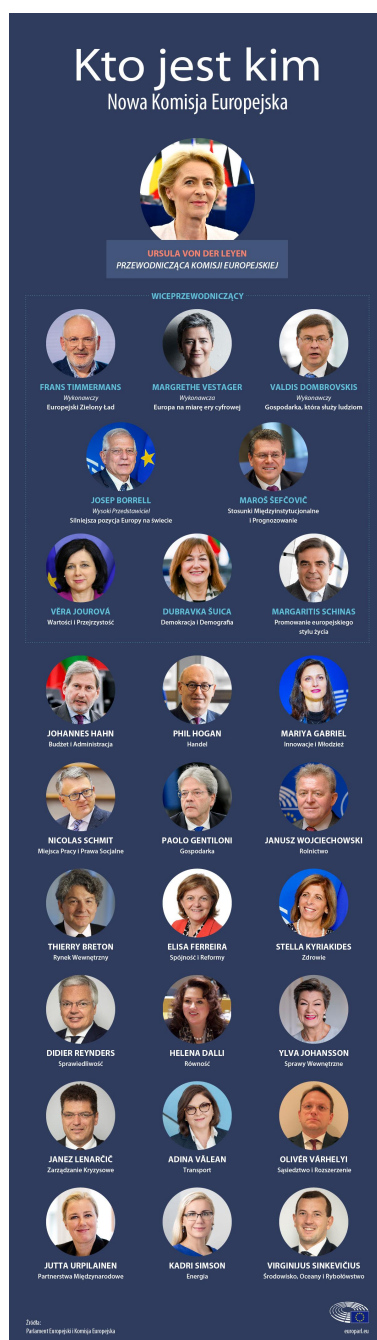 Kto jest kim
Nowa Komisja Europejska
URSULA VON DER LEYEN
PRZEWODNICZĄCA KOMISJI EUROPEJSKIEJ
WICEPRZEWODNICZĄCY
FRANS TIMMERMANS
Wykonawczy
Europejski Zielony Ład
MARGRETHE VESTAGER
Wykonawcza
Europa na miarę ery cyfrowej
VALDIS DOMBROVSKIS
Wykonawczy
Gospodarka, która służy ludziom
JOSEP BORRELL
Wysoki Przedstawiciel
Silniejsza pozycja Europy na świecie
MAROŠ ŠEFČOVIČ
Stosunki Międzyinstytucjonalne
i Prognozowanie
VĚRA JOUROVÁ
Wartości i Przejrzystość
DUBRAVKA ŠUICA
Demokracja i Demografia
MARGARITIS SCHINAS
Promowanie europejskiego
stylu życia
JOHANNES HAHN
Budżet i Administracja
PHIL HOGAN
Handel
MARIYA GABRIEL
Innowacje i Młodzież
NICOLAS SCHMIT
Miejsca Pracy i Prawa Socjalne
PAOLO GENTILONI
Gospodarka
JANUSZ WOJCIECHOWSKI
Rolnictwo
THIERRY BRETON
Rynek Wewnętrzny
ELISA FERREIRA
Spójność i Reformy
STELLA KYRIAKIDES
Zdrowie
DIDIER REYNDERS
Sprawiedliwość
HELENA DALLI
Równość
YLVA JOHANSSON
Sprawy Wewnętrzne
JANEZ LENARČIČ
Zarządzanie Kryzysowe
ADINA VĂLEAN
Transport
OLIVÉR VÁRHELYI
Sąsiedztwo i Rozszerzenie
JUTTA URPILAINEN
Partnerstwa Międzynarodowe
KADRI SIMSON
Energia
VIRGINIJUS SINKEVIČIUS
Środowisko, Oceany i Rybołówstwo
Źródła:
Parlament Europejski i Komisja Europejska
europarl.eu